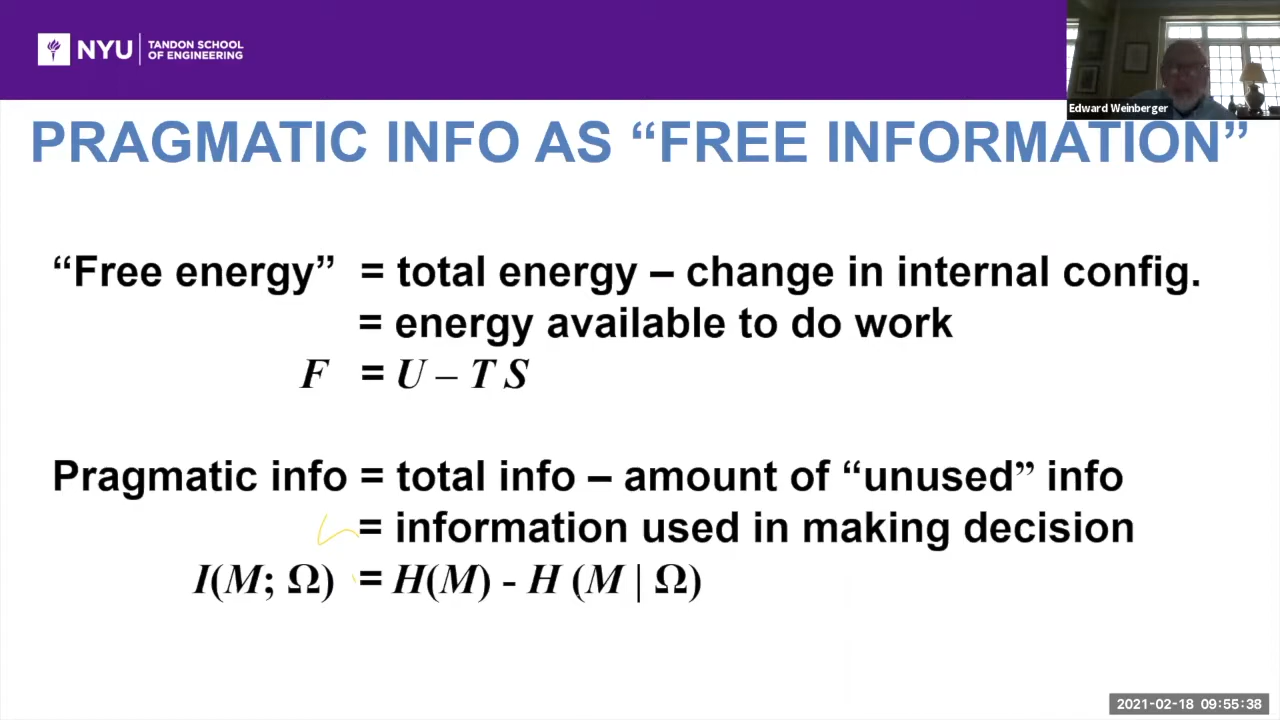 NYU
TANDON SCHOOL
OF ENGINEERING
Edward Weinberger
PRAGMATIC INFO AS “FREE INFORMATION”
“Free energy” = total energy – change in internal config.
= energy available to do work
F = U – T S
Pragmatic info = total info – amount of “unused” info
= information used in making decision
I(M; Ω) = H(M) - H (M | Ω)
2021-02-18 09:55:38